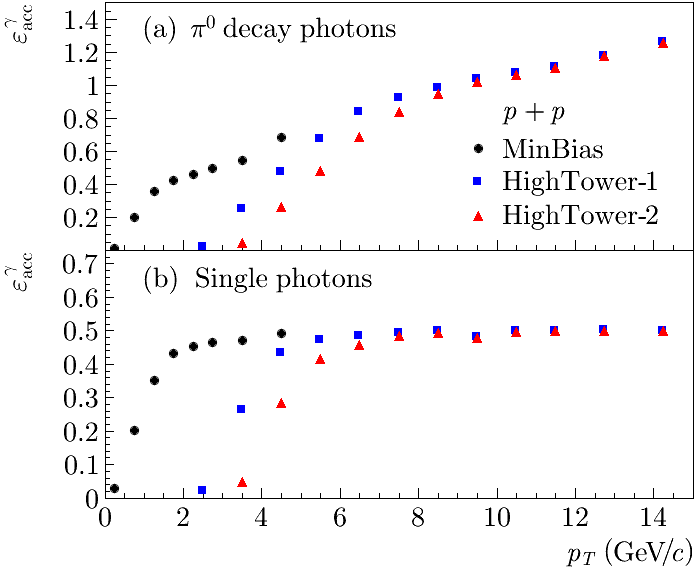 ε^γ_acc
(a) π⁰ decay photons
1.4
1.2
1
0.8
0.6
0.4
0.2
p + p
MinBias
HighTower-1
HighTower-2
ε^γ_acc
(b) Single photons
0.7
0.6
0.5
0.4
0.3
0.2
0.1
0
0 2 4 6 8 10 12 14
p_T (GeV/c)